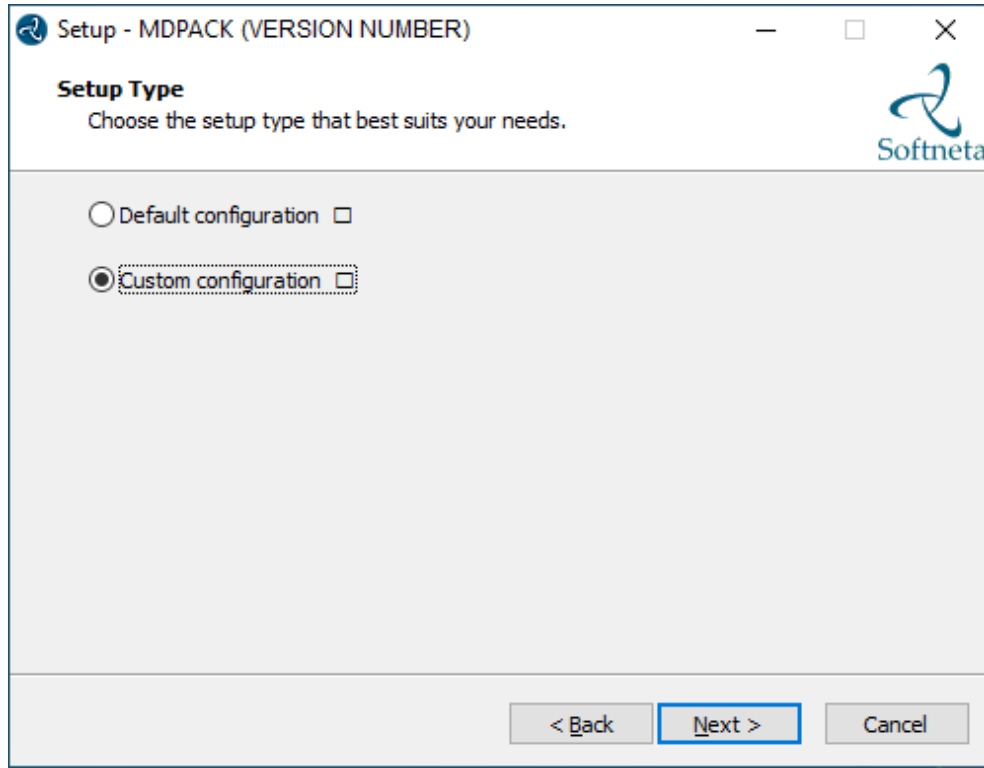 Setup - MDPACK (VERSION NUMBER)
Setup Type
Choose the setup type that best suits your needs.
Softneta
Default configuration □
Custom configuration □
< Back
Next >
Cancel